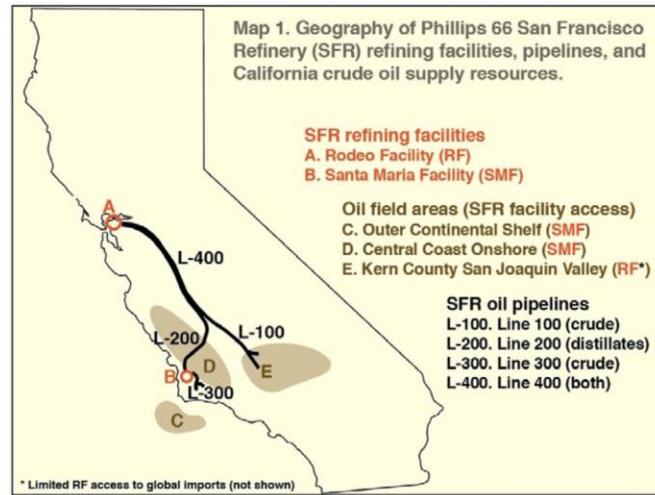 Map 1. Geography of Phillips 66 San Francisco
Refinery (SFR) refining facilities, pipelines, and
California crude oil supply resources.
SFR refining facilities
A. Rodeo Facility (RF)
B. Santa Maria Facility (SMF)
Oil field areas (SFR facility access)
C. Outer Continental Shelf (SMF)
D. Central Coast Onshore (SMF)
E. Kern County San Joaquin Valley (RF*)
SFR oil pipelines
L-100. Line 100 (crude)
L-200. Line 200 (distillates)
L-300. Line 300 (crude)
L-400. Line 400 (both)
A
L-400
L-200
L-100
D
E
B
L-300
C
* Limited RF access to global imports (not shown)